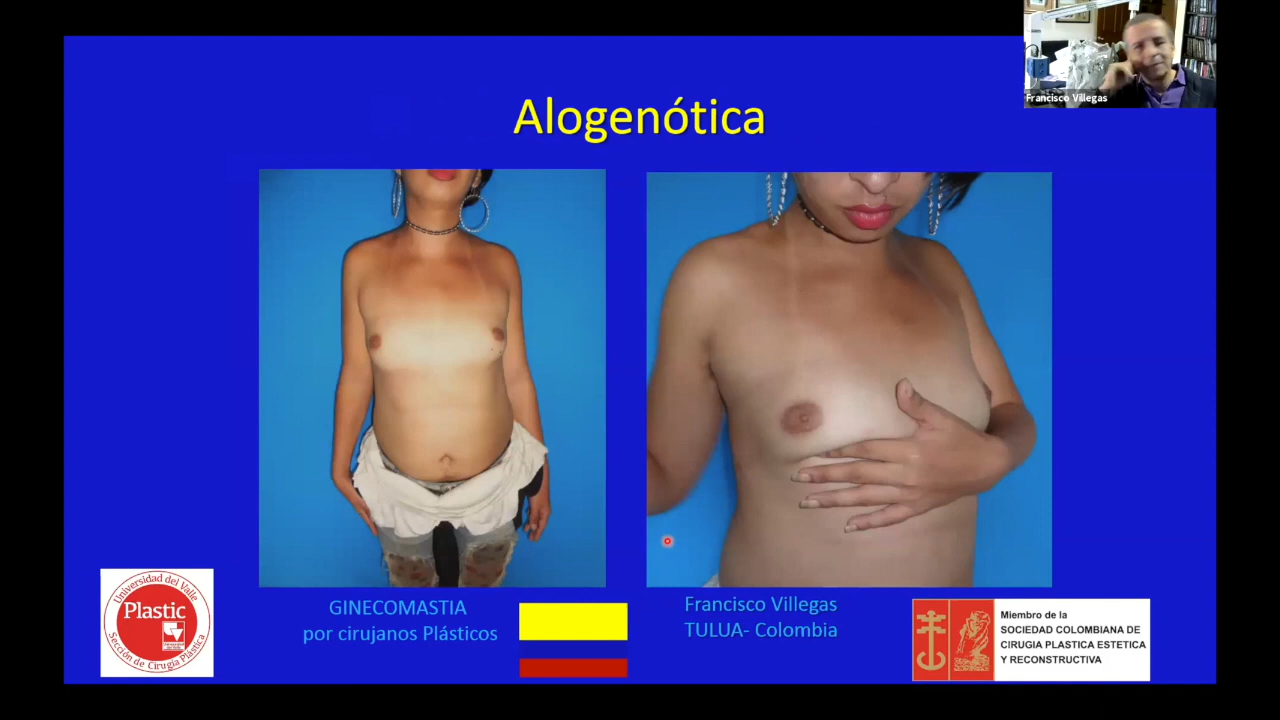 Francisco Villegas
Alogenótica
GINECOMASTIA
por cirujanos Plásticos
Francisco Villegas
TULUA- Colombia
Universidad del Valle
Plastic
Sección de Cirugía Plástica
Miembro de la
SOCIEDAD COLOMBIANA DE
CIRUGIA PLASTICA ESTETICA
Y RECONSTRUCTIVA